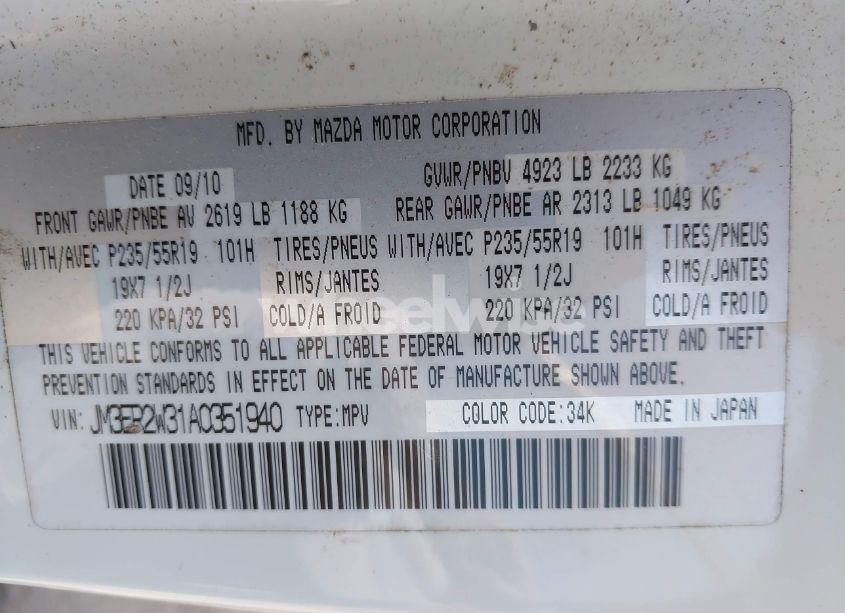 MFD. BY MAZDA MOTOR CORPORATION
DATE 09/10 GVWR/PNBV 4923 LB 2233 KG
FRONT GAWR/PNBE AV 2619 LB 1188 KG REAR GAWR/PNBE AR 2313 LB 1049 KG
WITH/AVEC P235/55R19 101H TIRES/PNEUS WITH/AVEC P235/55R19 101H TIRES/PNEUS
19X7 1/2J RIMS/JANTES 19X7 1/2J RIMS/JANTES
220 KPA/32 PSI COLD/A FROID 220 KPA/32 PSI COLD/A FROID
wheelwise
THIS VEHICLE CONFORMS TO ALL APPLICABLE FEDERAL MOTOR VEHICLE SAFETY AND THEFT
PREVENTION STANDARDS IN EFFECT ON THE DATE OF MANUFACTURE SHOWN ABOVE.
VIN: JM3ER2W31A0351940 TYPE:MPV COLOR CODE:34K MADE IN JAPAN